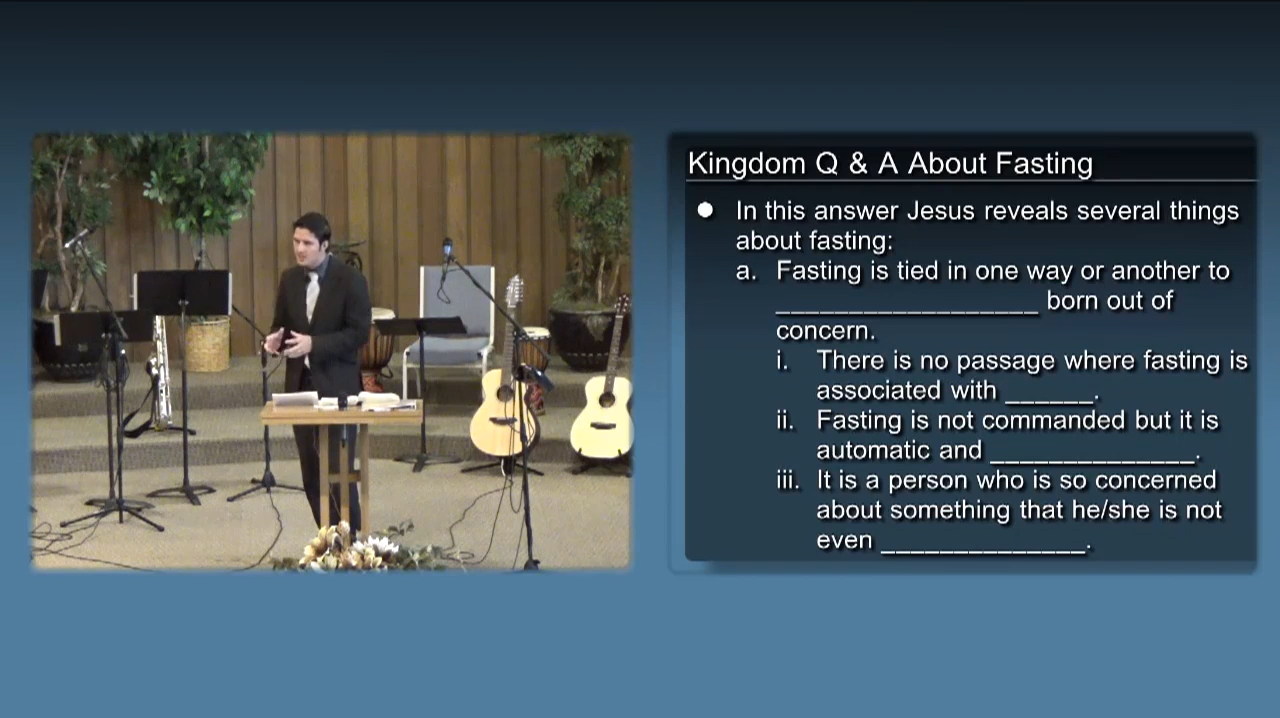 Kingdom Q & A About Fasting
● In this answer Jesus reveals several things
about fasting:
a. Fasting is tied in one way or another to
__________________ born out of
concern.
i. There is no passage where fasting is
associated with ______.
ii. Fasting is not commanded but it is
automatic and ______________.
iii. It is a person who is so concerned
about something that he/she is not
even ______________.